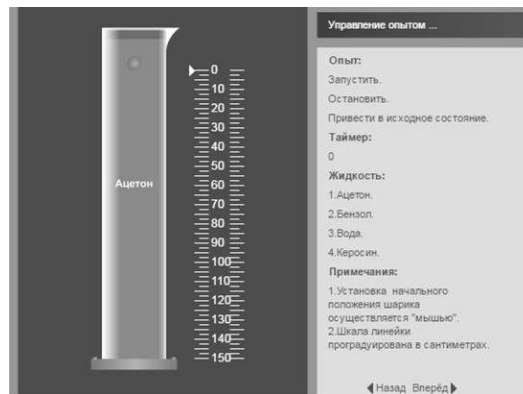 Управление опытом ...
Опыт:
Запустить.
Остановить.
Привести в исходное состояние.
Таймер:
0
Жидкость:
1.Ацетон.
2.Бензол.
3.Вода.
4.Керосин.
Примечания:
1.Установка начального
положения шарика
осуществляется "мышью".
2.Шкала линейки
проградуирована в сантиметрах.
Назад Вперёд
Ацетон
0
10
20
30
40
50
60
70
80
90
100
110
120
130
140
150